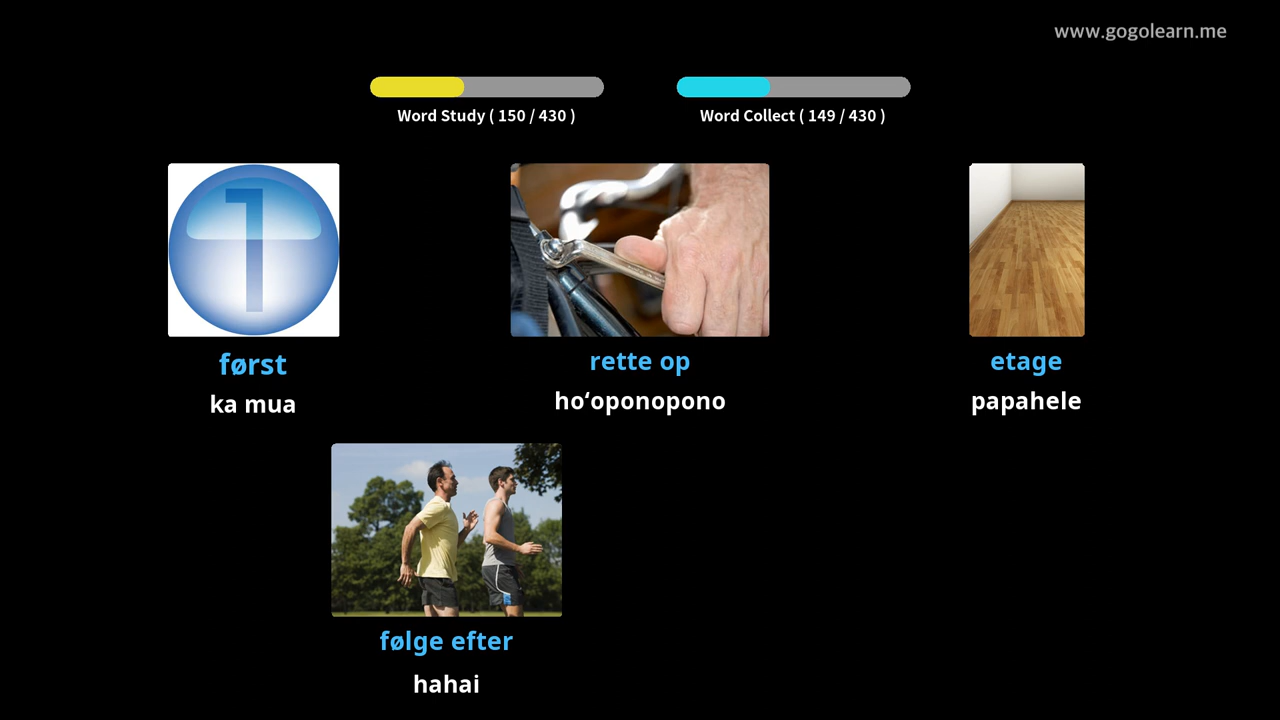 www.gogolearn.me
Word Study ( 150 / 430 )
Word Collect ( 149 / 430 )
1
først
rette op
etage
ka mua
hoʻoponopono
papahele
følge efter
hahai